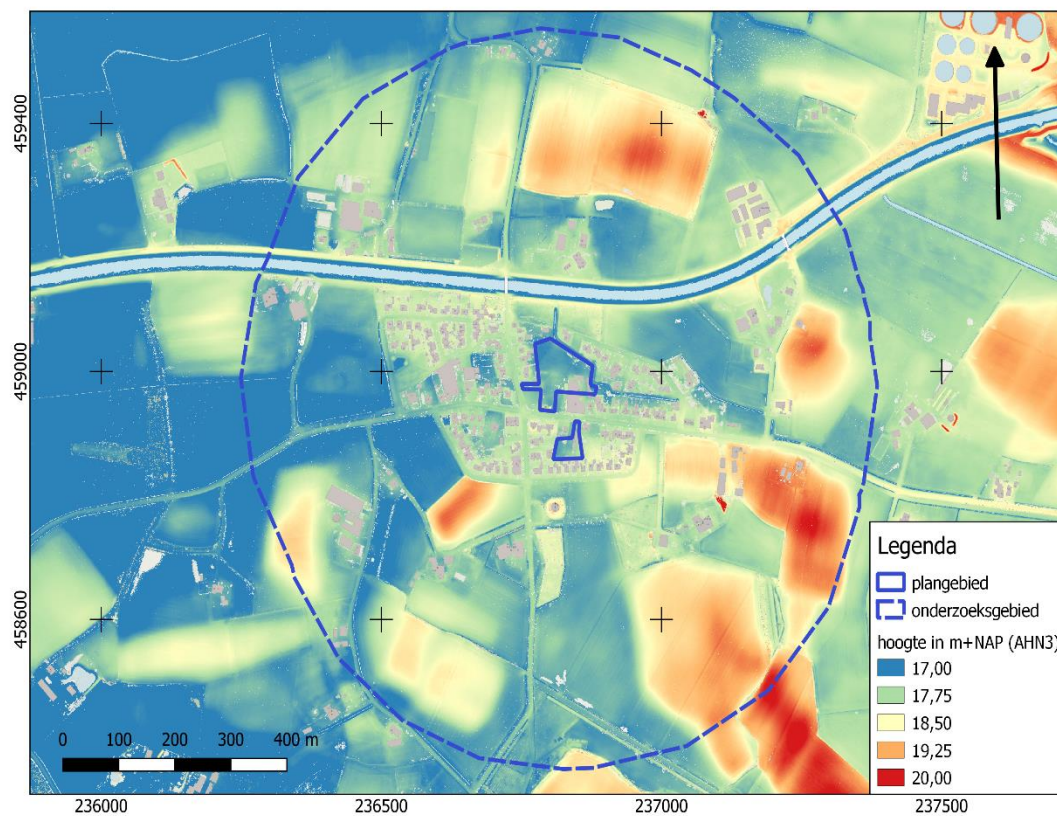 459400
459000
458600
Legenda
plangebied
onderzoeksgebied
hoogte in m+NAP (AHN3)
17,00
17,75
18,50
19,25
20,00
0 100 200 300 400 m
236000 236500 237000 237500